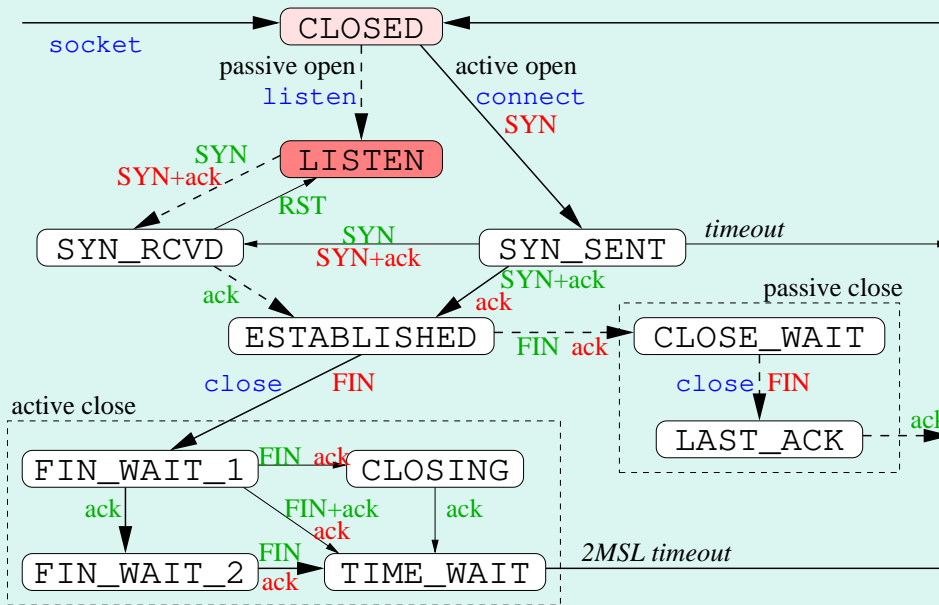 CLOSED
socket
passive open
active open
listen
connect
SYN
LISTEN
SYN
SYN+ack
RST
SYN_RCVD
SYN
SYN+ack
SYN_SENT
timeout
ack
SYN+ack
ack
passive close
ESTABLISHED
FIN ack
CLOSE_WAIT
close FIN
close FIN
active close
LAST_ACK
ack
FIN_WAIT_1
FIN ack
CLOSING
ack
FIN+ack
ack
ack
FIN_WAIT_2
FIN
ack
TIME_WAIT
2MSL timeout